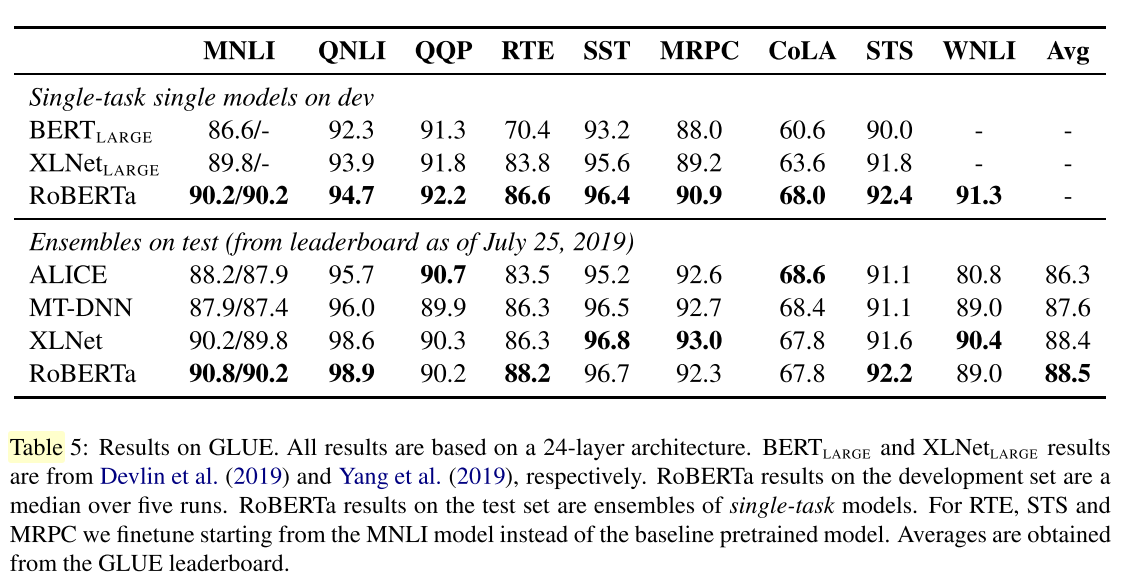 MNLI QNLI QQP RTE SST MRPC CoLA STS WNLI Avg
Single-task single models on dev
BERTLARGE 86.6/- 92.3 91.3 70.4 93.2 88.0 60.6 90.0 - -
XLNetLARGE 89.8/- 93.9 91.8 83.8 95.6 89.2 63.6 91.8 - -
RoBERTa 90.2/90.2 94.7 92.2 86.6 96.4 90.9 68.0 92.4 91.3 -
Ensembles on test (from leaderboard as of July 25, 2019)
ALICE 88.2/87.9 95.7 90.7 83.5 95.2 92.6 68.6 91.1 80.8 86.3
MT-DNN 87.9/87.4 96.0 89.9 86.3 96.5 92.7 68.4 91.1 89.0 87.6
XLNet 90.2/89.8 98.6 90.3 86.3 96.8 93.0 67.8 91.6 90.4 88.4
RoBERTa 90.8/90.2 98.9 90.2 88.2 96.7 92.3 67.8 92.2 89.0 88.5
Table 5: Results on GLUE. All results are based on a 24-layer architecture. BERTLARGE and XLNetLARGE results
are from Devlin et al. (2019) and Yang et al. (2019), respectively. RoBERTa results on the development set are a
median over five runs. RoBERTa results on the test set are ensembles of single-task models. For RTE, STS and
MRPC we finetune starting from the MNLI model instead of the baseline pretrained model. Averages are obtained
from the GLUE leaderboard.